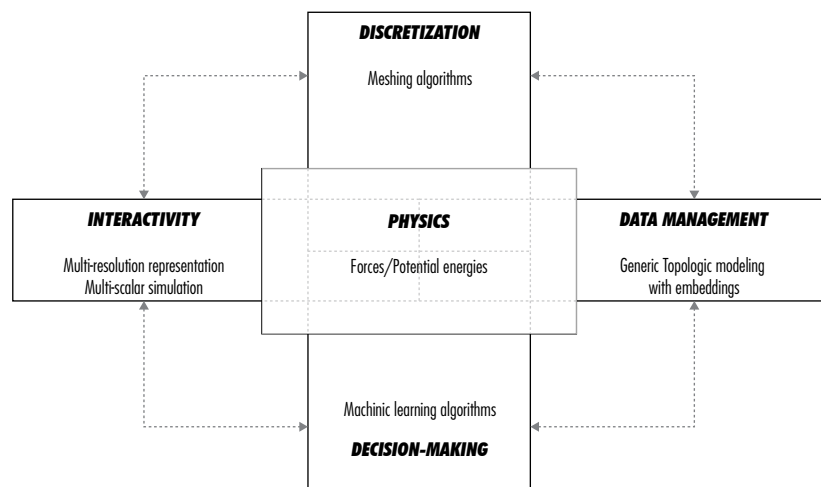 DISCRETIZATION
Meshing algorithms
INTERACTIVITY
Multi-resolution representation
Multi-scalar simulation
PHYSICS
Forces/Potential energies
DATA MANAGEMENT
Generic Topologic modeling
with embeddings
Machinic learning algorithms
DECISION-MAKING